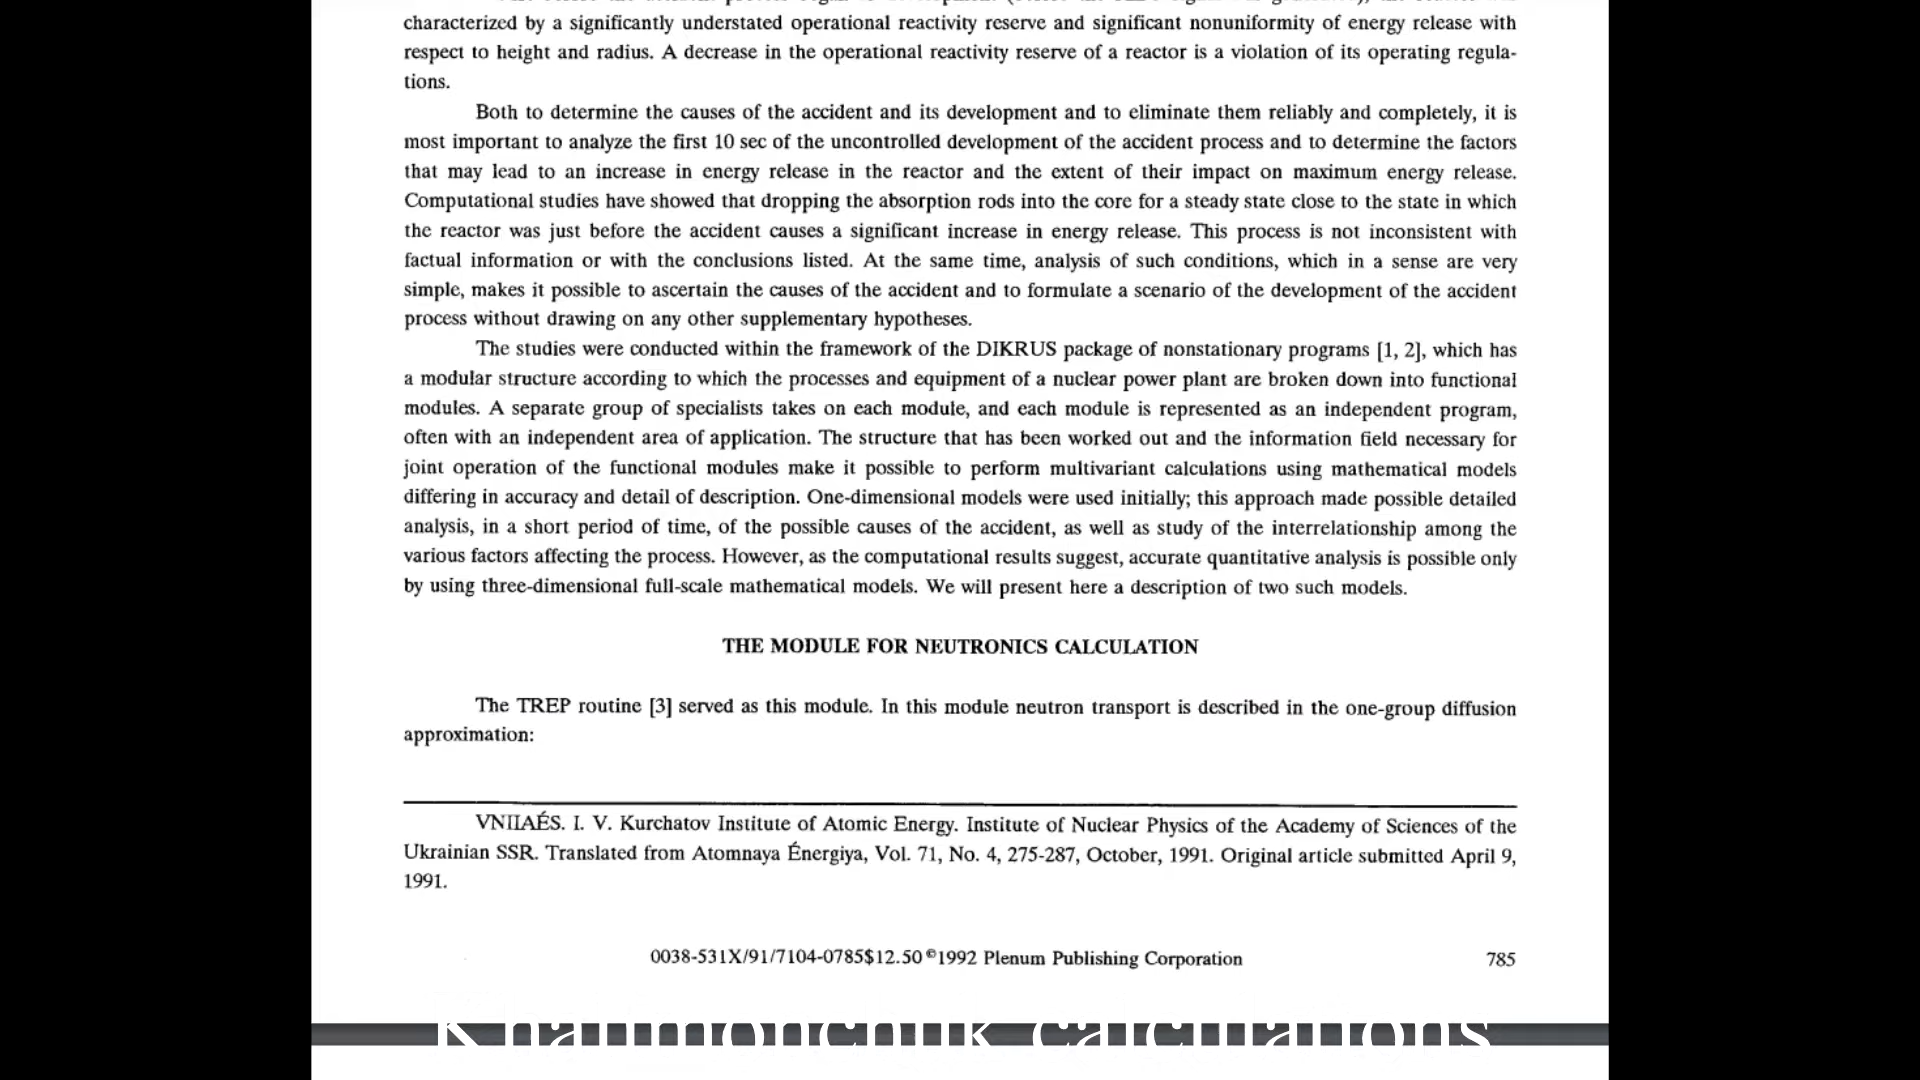 characterized by a significantly understated operational reactivity reserve and significant nonuniformity of energy release with
respect to height and radius. A decrease in the operational reactivity reserve of a reactor is a violation of its operating regula-
tions.
Both to determine the causes of the accident and its development and to eliminate them reliably and completely, it is
most important to analyze the first 10 sec of the uncontrolled development of the accident process and to determine the factors
that may lead to an increase in energy release in the reactor and the extent of their impact on maximum energy release.
Computational studies have showed that dropping the absorption rods into the core for a steady state close to the state in which
the reactor was just before the accident causes a significant increase in energy release. This process is not inconsistent with
factual information or with the conclusions listed. At the same time, analysis of such conditions, which in a sense are very
simple, makes it possible to ascertain the causes of the accident and to formulate a scenario of the development of the accident
process without drawing on any other supplementary hypotheses.
The studies were conducted within the framework of the DIKRUS package of nonstationary programs [1, 2], which has
a modular structure according to which the processes and equipment of a nuclear power plant are broken down into functional
modules. A separate group of specialists takes on each module, and each module is represented as an independent program,
often with an independent area of application. The structure that has been worked out and the information field necessary for
joint operation of the functional modules make it possible to perform multivariant calculations using mathematical models
differing in accuracy and detail of description. One-dimensional models were used initially; this approach made possible detailed
analysis, in a short period of time, of the possible causes of the accident, as well as study of the interrelationship among the
various factors affecting the process. However, as the computational results suggest, accurate quantitative analysis is possible only
by using three-dimensional full-scale mathematical models. We will present here a description of two such models.
THE MODULE FOR NEUTRONICS CALCULATION
The TREP routine [3] served as this module. In this module neutron transport is described in the one-group diffusion
approximation:
VNIIAÉS. I. V. Kurchatov Institute of Atomic Energy. Institute of Nuclear Physics of the Academy of Sciences of the
Ukrainian SSR. Translated from Atomnaya Énergiya, Vol. 71, No. 4, 275-287, October, 1991. Original article submitted April 9,
1991.
0038-531X/91/7104-0785$12.50 ©1992 Plenum Publishing Corporation 785
calculations